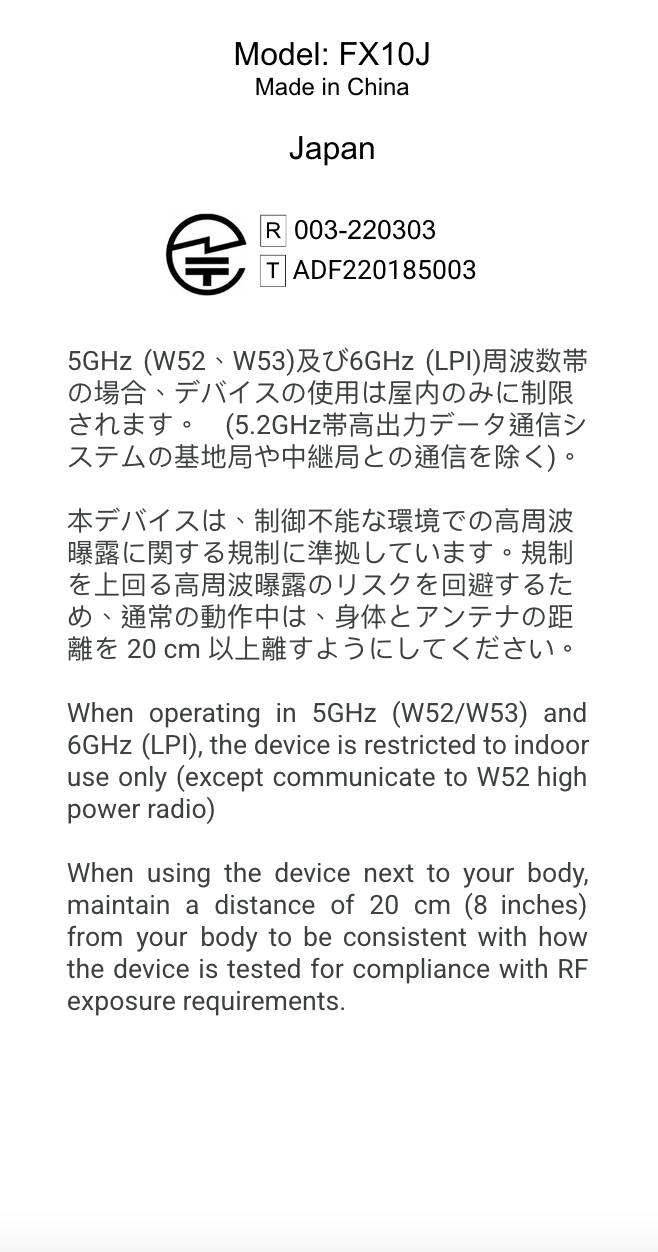 Model: FX10J
Made in China
Japan
R 003-220303
T ADF220185003
5GHz (W52、W53)及び6GHz (LPI)周波数帯
の場合、デバイスの使用は屋内のみに制限
されます。 (5.2GHz帯高出力データ通信シ
ステムの基地局や中継局との通信を除く)。
本デバイスは、制御不能な環境での高周波
曝露に関する規制に準拠しています。規制
を上回る高周波曝露のリスクを回避するた
め、通常の動作中は、身体とアンテナの距
離を 20 cm 以上離すようにしてください。
When operating in 5GHz (W52/W53) and
6GHz (LPI), the device is restricted to indoor
use only (except communicate to W52 high
power radio)
When using the device next to your body,
maintain a distance of 20 cm (8 inches)
from your body to be consistent with how
the device is tested for compliance with RF
exposure requirements.